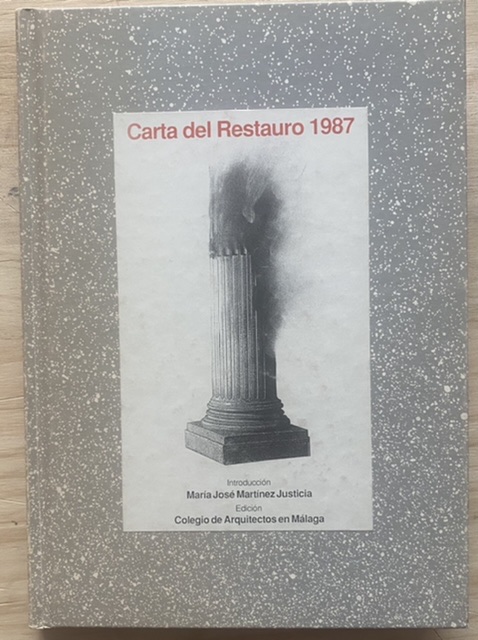 Carta del Restauro 1987
Introducción
María José Martínez Justicia
Edición
Colegio de Arquitectos en Málaga